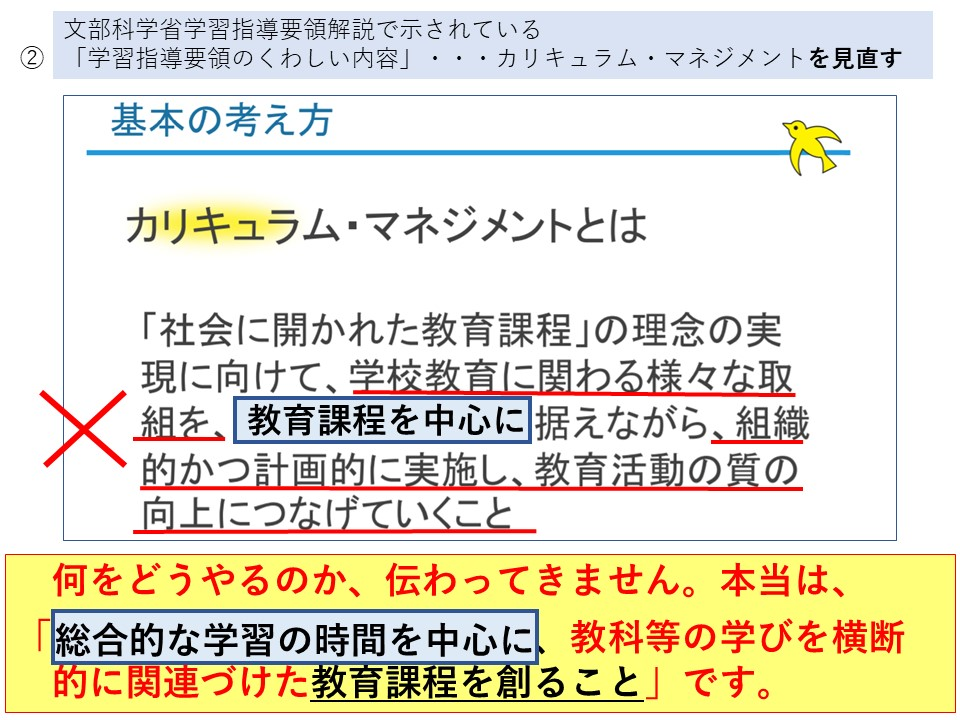 文部科学省学習指導要領解説で示されている
② 「学習指導要領のくわしい内容」・・・カリキュラム・マネジメントを見直す
基本の考え方
カリキュラム・マネジメントとは
「社会に開かれた教育課程」の理念の実
現に向けて、学校教育に関わる様々な取
組を、教育課程を中心に据えながら、組織
的かつ計画的に実施し、教育活動の質の
向上につなげていくこと
何をどうやるのか、伝わってきません。本当は、
「総合的な学習の時間を中心に、教科等の学びを横断
的に関連づけた教育課程を創ること」です。